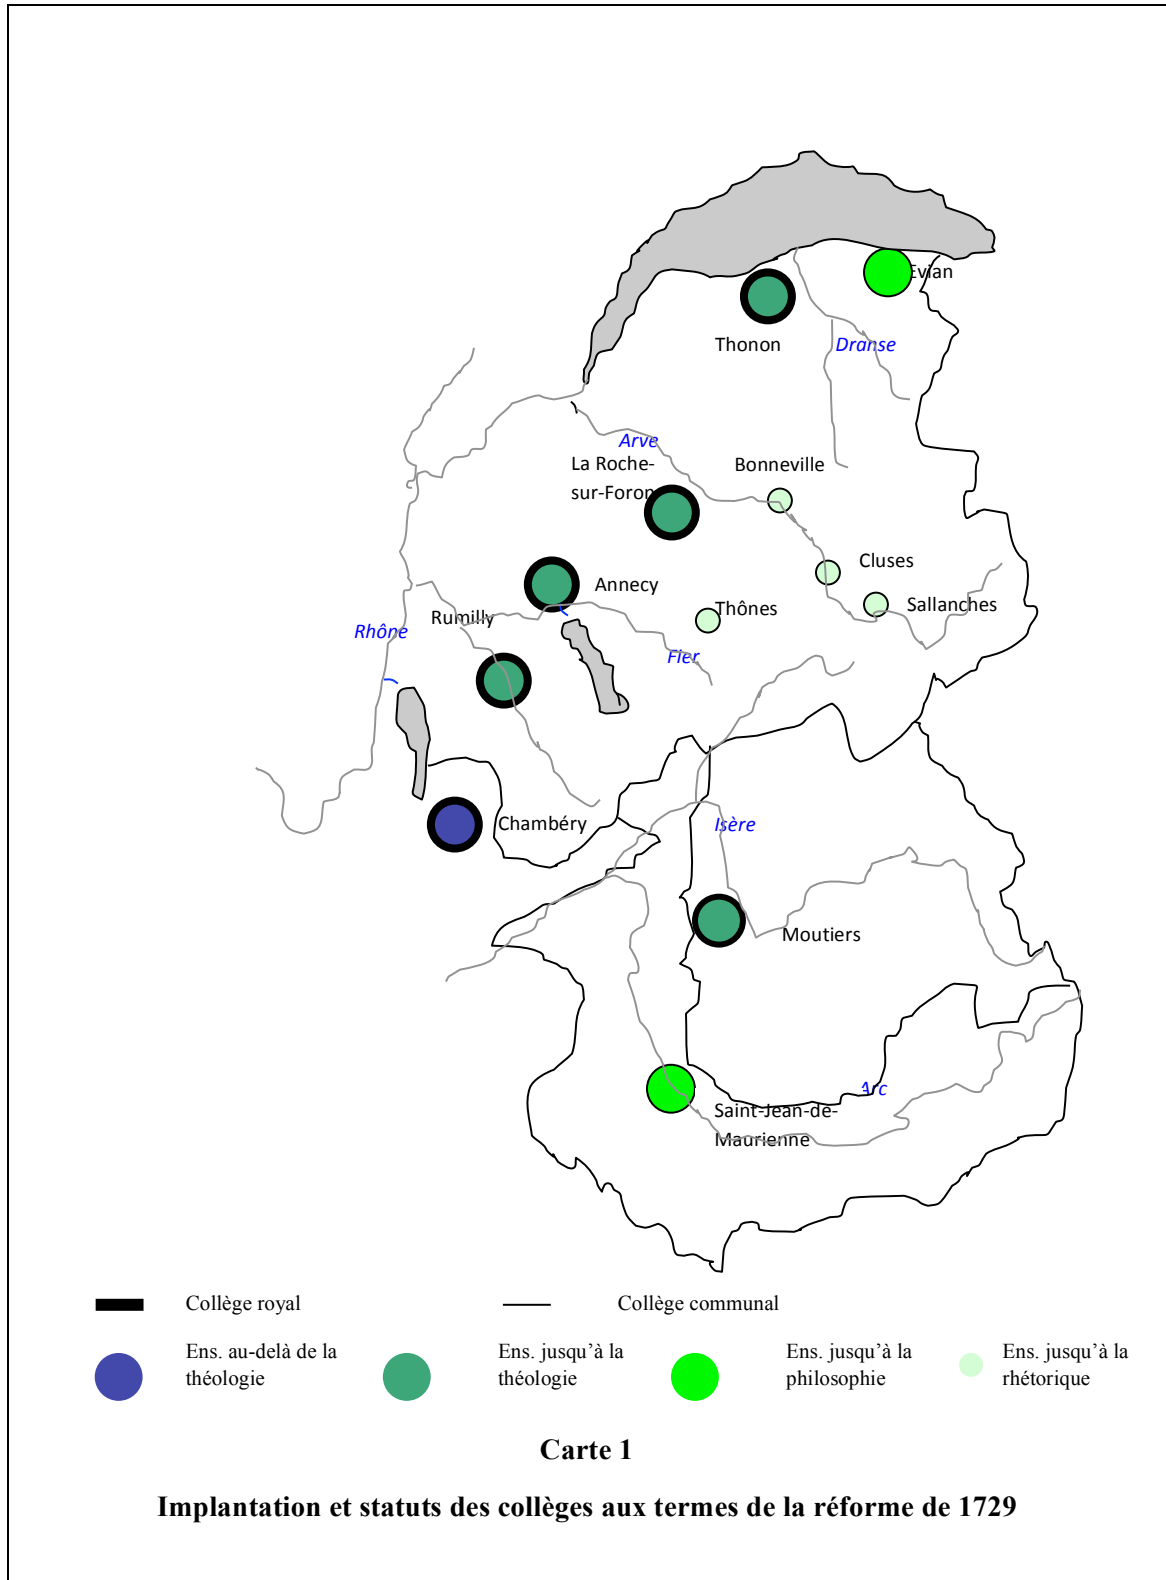 Evian
Thonon
Dranse
Arve
La Roche-
sur-Foron
Bonneville
Cluses
Annecy
Sallanches
Thônes
Rumilly
Rhône
Fier
Chambéry
Isère
Moutiers
Arc
Saint-Jean-de-
Maurienne
Collège royal
Collège communal
Ens. au-delà de la
théologie
Ens. jusqu’à la
théologie
Ens. jusqu’à la
philosophie
Ens. jusqu’à la
rhétorique
Carte 1
Implantation et statuts des collèges aux termes de la réforme de 1729